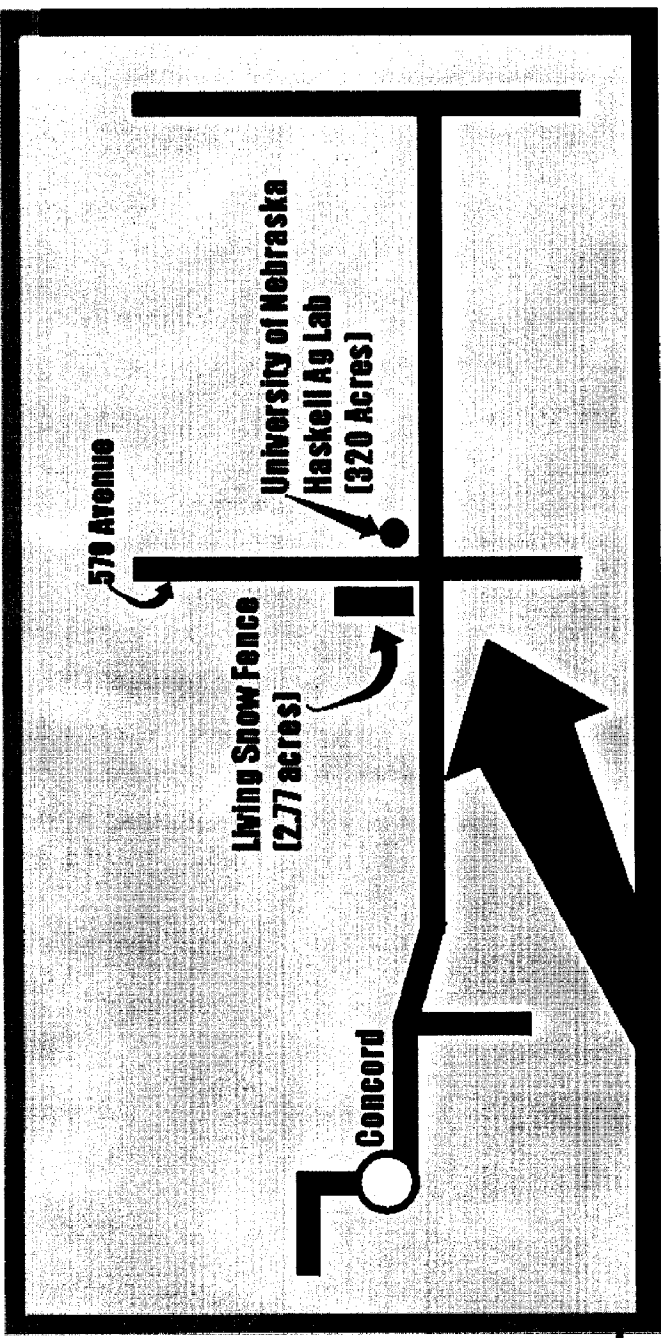 570 Avenue
University of Nebraska
Haskell Ag Lab
(320 Acres)
Living Snow Fence
(2.77 acres)
Concord